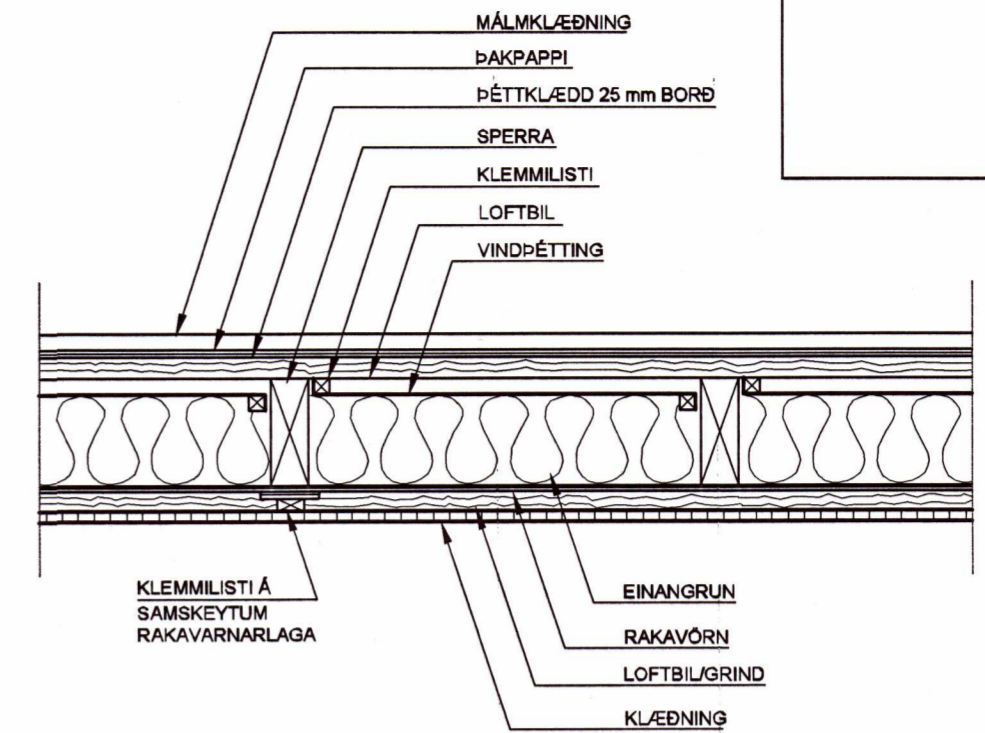 MÁLMKLÆÐNING
ÞAKPAPPI
ÞÉTTKLÆDD 25 mm BORÐ
SPERRA
KLEMMILISTI
LOFTBIL
VINDÞÉTTING
KLEMMILISTI Á
SAMSKEYTUM
RAKAVARNARLAGA
EINANGRUN
RAKAVÖRN
LOFTBIL/GRIND
KLÆÐNING